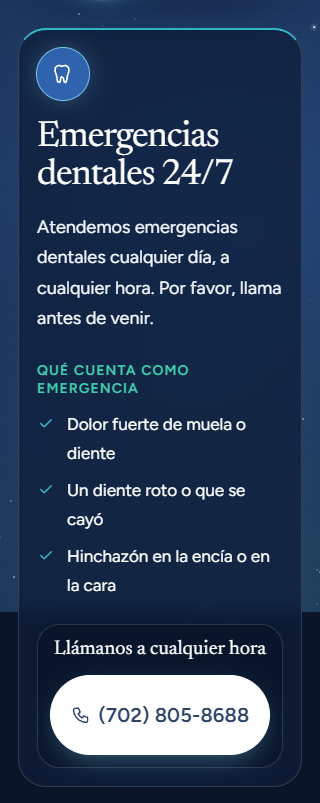 Emergencias
dentales 24/7
Atendemos emergencias
dentales cualquier día, a
cualquier hora. Por favor, llama
antes de venir.
QUÉ CUENTA COMO
EMERGENCIA
Dolor fuerte de muela o
diente
Un diente roto o que se
cayó
Hinchazón en la encía o en
la cara
Llámanos a cualquier hora
(702) 805-8688